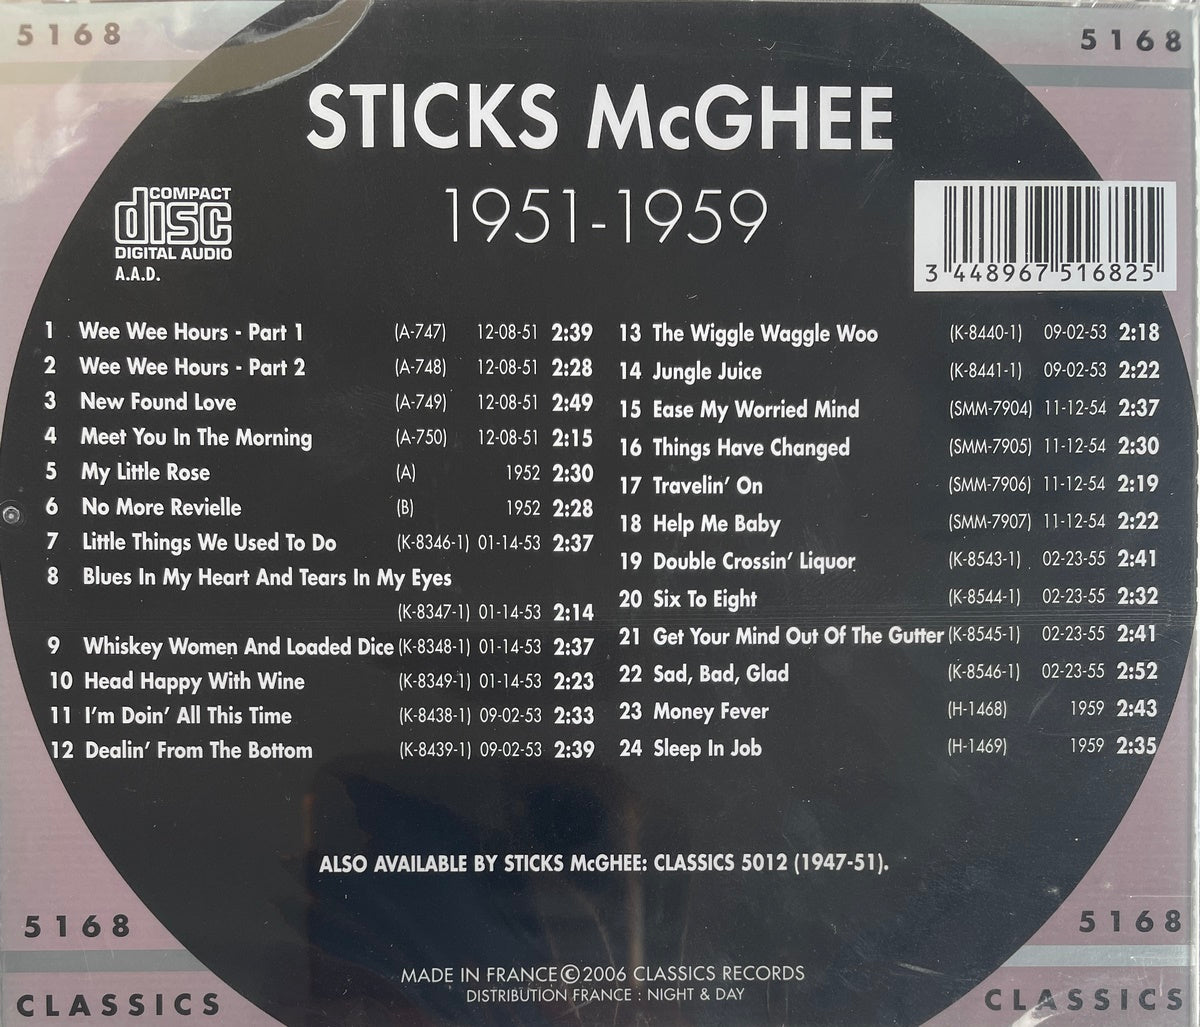 5168
5168
STICKS McGHEE
1951-1959
COMPACT
disc
DIGITAL AUDIO
A.A.D.
3 448967 516825
1 Wee Wee Hours - Part 1 (A-747) 12-08-51 2:39
2 Wee Wee Hours - Part 2 (A-748) 12-08-51 2:28
3 New Found Love (A-749) 12-08-51 2:49
4 Meet You In The Morning (A-750) 12-08-51 2:15
5 My Little Rose (A) 1952 2:30
6 No More Revielle (B) 1952 2:28
7 Little Things We Used To Do (K-8346-1) 01-14-53 2:37
8 Blues In My Heart And Tears In My Eyes
(K-8347-1) 01-14-53 2:14
9 Whiskey Women And Loaded Dice (K-8348-1) 01-14-53 2:37
10 Head Happy With Wine (K-8349-1) 01-14-53 2:23
11 I'm Doin' All This Time (K-8438-1) 09-02-53 2:33
12 Dealin' From The Bottom (K-8439-1) 09-02-53 2:39
13 The Wiggle Waggle Woo (K-8440-1) 09-02-53 2:18
14 Jungle Juice (K-8441-1) 09-02-53 2:22
15 Ease My Worried Mind (SMM-7904) 11-12-54 2:37
16 Things Have Changed (SMM-7905) 11-12-54 2:30
17 Travelin' On (SMM-7906) 11-12-54 2:19
18 Help Me Baby (SMM-7907) 11-12-54 2:22
19 Double Crossin' Liquor (K-8543-1) 02-23-55 2:41
20 Six To Eight (K-8544-1) 02-23-55 2:32
21 Get Your Mind Out Of The Gutter (K-8545-1) 02-23-55 2:41
22 Sad, Bad, Glad (K-8546-1) 02-23-55 2:52
23 Money Fever (H-1468) 1959 2:43
24 Sleep In Job (H-1469) 1959 2:35
ALSO AVAILABLE BY STICKS McGHEE: CLASSICS 5012 (1947-51).
5168
5168
MADE IN FRANCE © 2006 CLASSICS RECORDS
DISTRIBUTION FRANCE : NIGHT & DAY
CLASSICS
CLASSICS